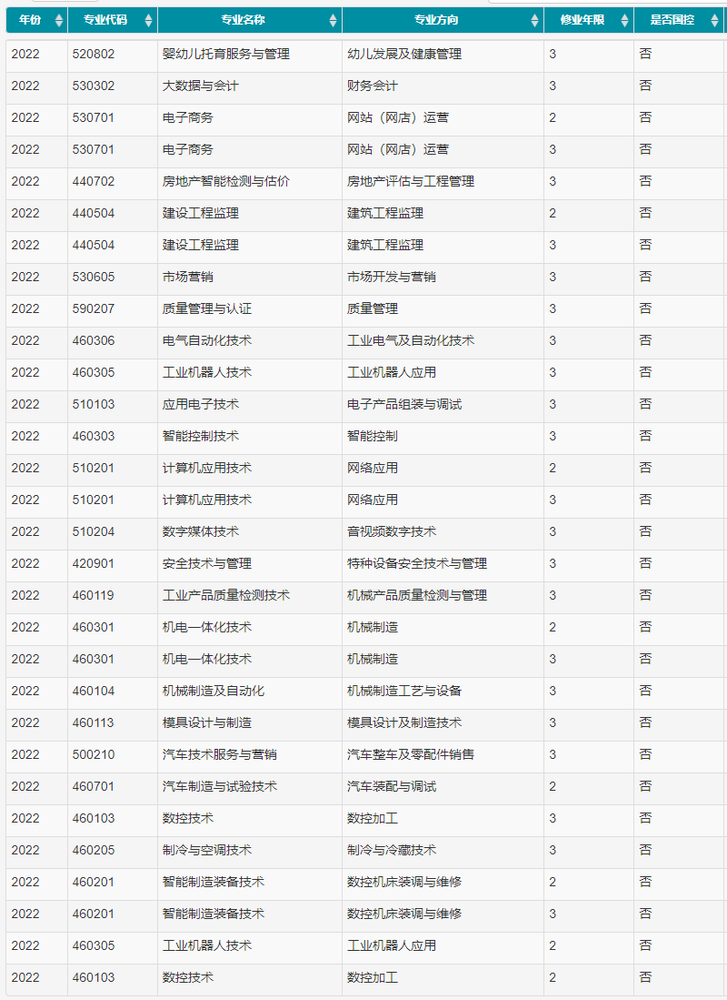 年份 专业代码 专业名称 专业方向 修业年限 是否国控
2022 520802 婴幼儿托育服务与管理 幼儿发展及健康管理 3 否
2022 530302 大数据与会计 财务会计 3 否
2022 530701 电子商务 网站（网店）运营 2 否
2022 530701 电子商务 网站（网店）运营 3 否
2022 440702 房地产智能检测与估价 房地产评估与工程管理 3 否
2022 440504 建设工程监理 建筑工程监理 2 否
2022 440504 建设工程监理 建筑工程监理 3 否
2022 530605 市场营销 市场开发与营销 3 否
2022 590207 质量管理与认证 质量管理 3 否
2022 460306 电气自动化技术 工业电气及自动化技术 3 否
2022 460305 工业机器人技术 工业机器人应用 3 否
2022 510103 应用电子技术 电子产品组装与调试 3 否
2022 460303 智能控制技术 智能控制 3 否
2022 510201 计算机应用技术 网络应用 2 否
2022 510201 计算机应用技术 网络应用 3 否
2022 510204 数字媒体技术 音视频数字技术 3 否
2022 420901 安全技术与管理 特种设备安全技术与管理 3 否
2022 460119 工业产品质量检测技术 机械产品质量检测与管理 3 否
2022 460301 机电一体化技术 机械制造 2 否
2022 460301 机电一体化技术 机械制造 3 否
2022 460104 机械制造及自动化 机械制造工艺与设备 3 否
2022 460113 模具设计与制造 模具设计及制造技术 3 否
2022 500210 汽车技术服务与营销 汽车整车及零配件销售 3 否
2022 460701 汽车制造与试验技术 汽车装配与调试 2 否
2022 460103 数控技术 数控加工 3 否
2022 460205 制冷与空调技术 制冷与冷藏技术 3 否
2022 460201 智能制造装备技术 数控机床装调与维修 2 否
2022 460201 智能制造装备技术 数控机床装调与维修 3 否
2022 460305 工业机器人技术 工业机器人应用 2 否
2022 460103 数控技术 数控加工 2 否